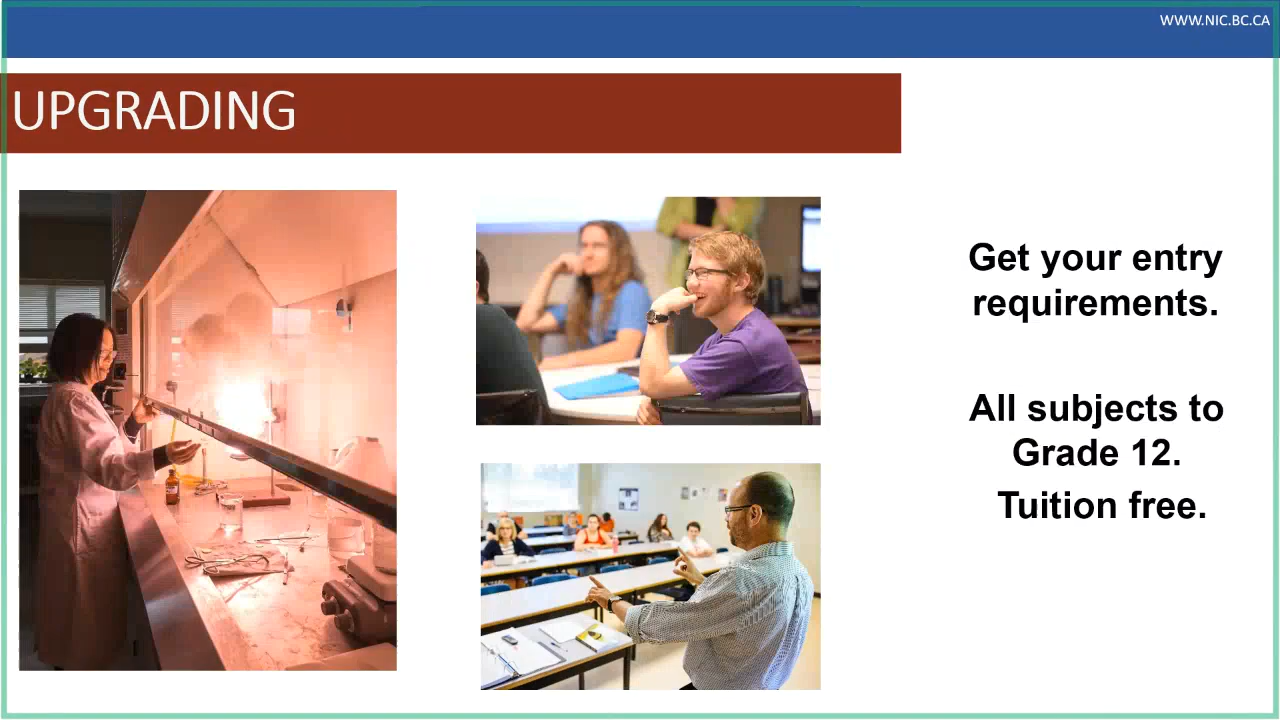 WWW.NIC.BC.CA
UPGRADING
Get your entry
requirements.
All subjects to
Grade 12.
Tuition free.